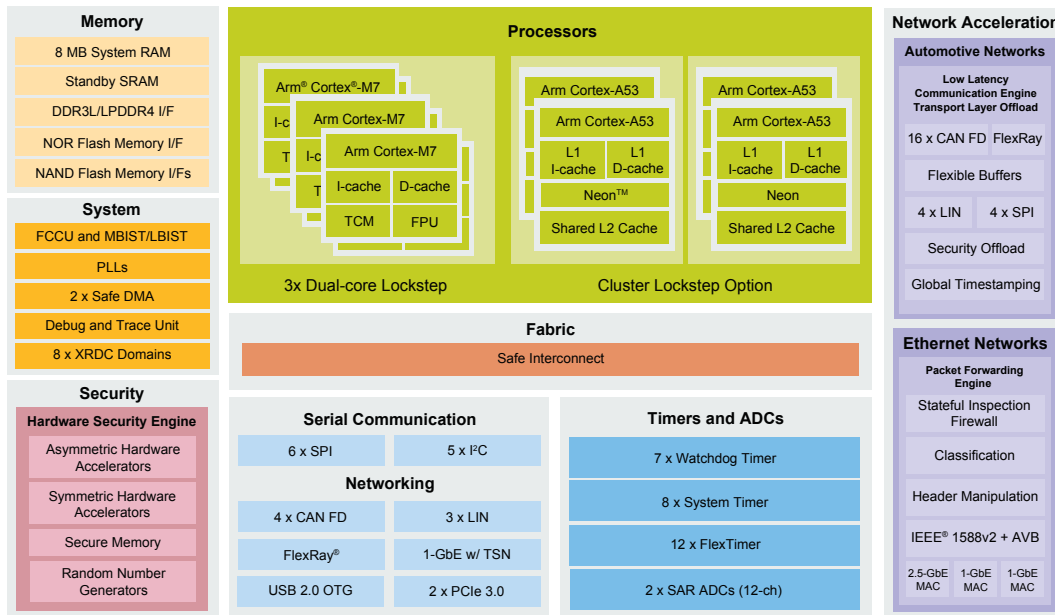 Memory
8 MB System RAM
Standby SRAM
DDR3L/LPDDR4 I/F
NOR Flash Memory I/F
NAND Flash Memory I/Fs
System
FCCU and MBIST/LBIST
PLLs
2 x Safe DMA
Debug and Trace Unit
8 x XRDC Domains
Security
Hardware Security Engine
Asymmetric Hardware
Accelerators
Symmetric Hardware
Accelerators
Secure Memory
Random Number
Generators
Processors
Arm® Cortex®-M7
I-c
T
Arm Cortex-M7
I-c
T
Arm Cortex-M7
I-cache
D-cache
TCM
FPU
3x Dual-core Lockstep
Arm Cortex-A53
Arm Cortex-A53
L1
I-cache
L1
D-cache
Neon™
Shared L2 Cache
Arm Cortex-A53
Arm Cortex-A53
L1
I-cache
L1
D-cache
Neon
Shared L2 Cache
Cluster Lockstep Option
Fabric
Safe Interconnect
Serial Communication
6 x SPI
5 x I²C
Networking
4 x CAN FD
3 x LIN
FlexRay®
1-GbE w/ TSN
USB 2.0 OTG
2 x PCIe 3.0
Timers and ADCs
7 x Watchdog Timer
8 x System Timer
12 x FlexTimer
2 x SAR ADCs (12-ch)
Network Acceleration
Automotive Networks
Low Latency
Communication Engine
Transport Layer Offload
16 x CAN FD
FlexRay
Flexible Buffers
4 x LIN
4 x SPI
Security Offload
Global Timestamping
Ethernet Networks
Packet Forwarding
Engine
Stateful Inspection
Firewall
Classification
Header Manipulation
IEEE® 1588v2 + AVB
2.5-GbE
MAC
1-GbE
MAC
1-GbE
MAC